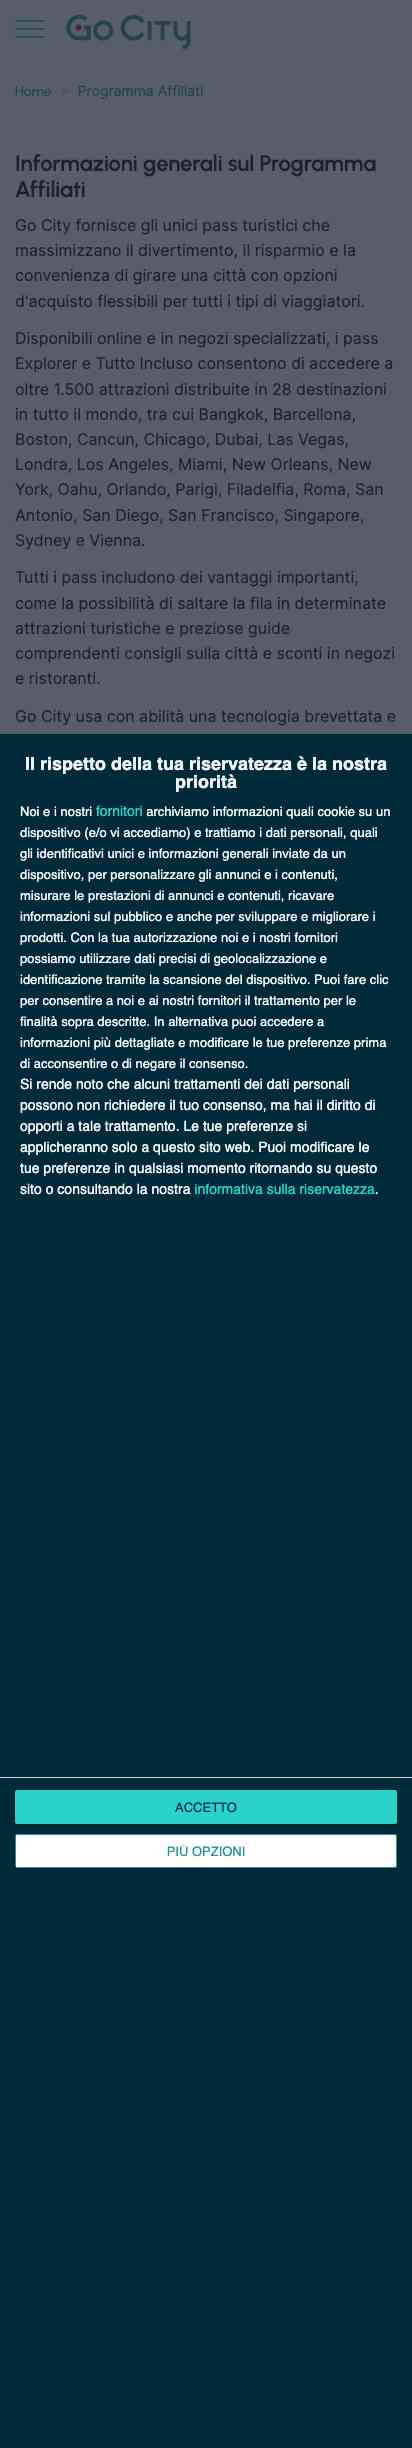 Go City
Home > Programma Affiliati
Informazioni generali sul Programma
Affiliati
Go City fornisce gli unici pass turistici che
massimizzano il divertimento, il risparmio e la
convenienza di girare una città con opzioni
d'acquisto flessibili per tutti i tipi di viaggiatori.
Disponibili online e in negozi specializzati, i pass
Explorer e Tutto Incluso consentono di accedere a
oltre 1.500 attrazioni distribuite in 28 destinazioni
in tutto il mondo, tra cui Bangkok, Barcellona,
Boston, Cancun, Chicago, Dubai, Las Vegas,
Londra, Los Angeles, Miami, New Orleans, New
York, Oahu, Orlando, Parigi, Filadelfia, Roma, San
Antonio, San Diego, San Francisco, Singapore,
Sydney e Vienna.
Tutti i pass includono dei vantaggi importanti,
come la possibilità di saltare la fila in determinate
attrazioni turistiche e preziose guide
comprendenti consigli sulla città e sconti in negozi
e ristoranti.
Go City usa con abilità una tecnologia brevettata e
Il rispetto della tua riservatezza è la nostra
priorità
Noi e i nostri fornitori archiviamo informazioni quali cookie su un
dispositivo (e/o vi accediamo) e trattiamo i dati personali, quali
gli identificativi unici e informazioni generali inviate da un
dispositivo, per personalizzare gli annunci e i contenuti,
misurare le prestazioni di annunci e contenuti, ricavare
informazioni sul pubblico e anche per sviluppare e migliorare i
prodotti. Con la tua autorizzazione noi e i nostri fornitori
possiamo utilizzare dati precisi di geolocalizzazione e
identificazione tramite la scansione del dispositivo. Puoi fare clic
per consentire a noi e ai nostri fornitori il trattamento per le
finalità sopra descritte. In alternativa puoi accedere a
informazioni più dettagliate e modificare le tue preferenze prima
di acconsentire o di negare il consenso.
Si rende noto che alcuni trattamenti dei dati personali
possono non richiedere il tuo consenso, ma hai il diritto di
opporti a tale trattamento. Le tue preferenze si
applicheranno solo a questo sito web. Puoi modificare le
tue preferenze in qualsiasi momento ritornando su questo
sito o consultando la nostra informativa sulla riservatezza.
ACCETTO
PIÙ OPZIONI